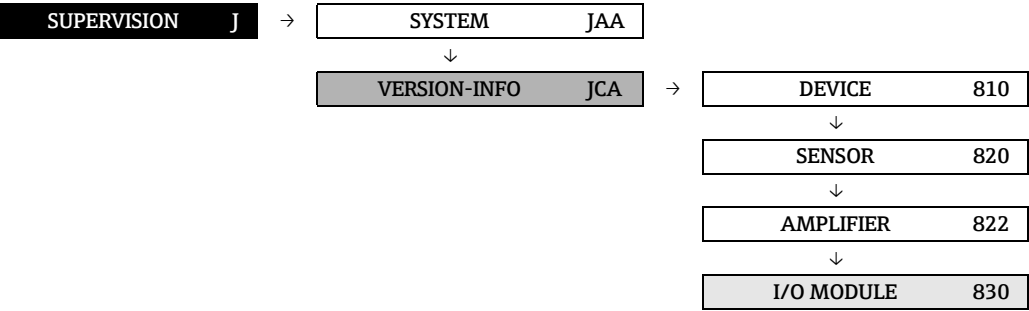 SUPERVISION J → SYSTEM JAA
↓
VERSION-INFO JCA → DEVICE 810
↓
SENSOR 820
↓
AMPLIFIER 822
↓
I/O MODULE 830